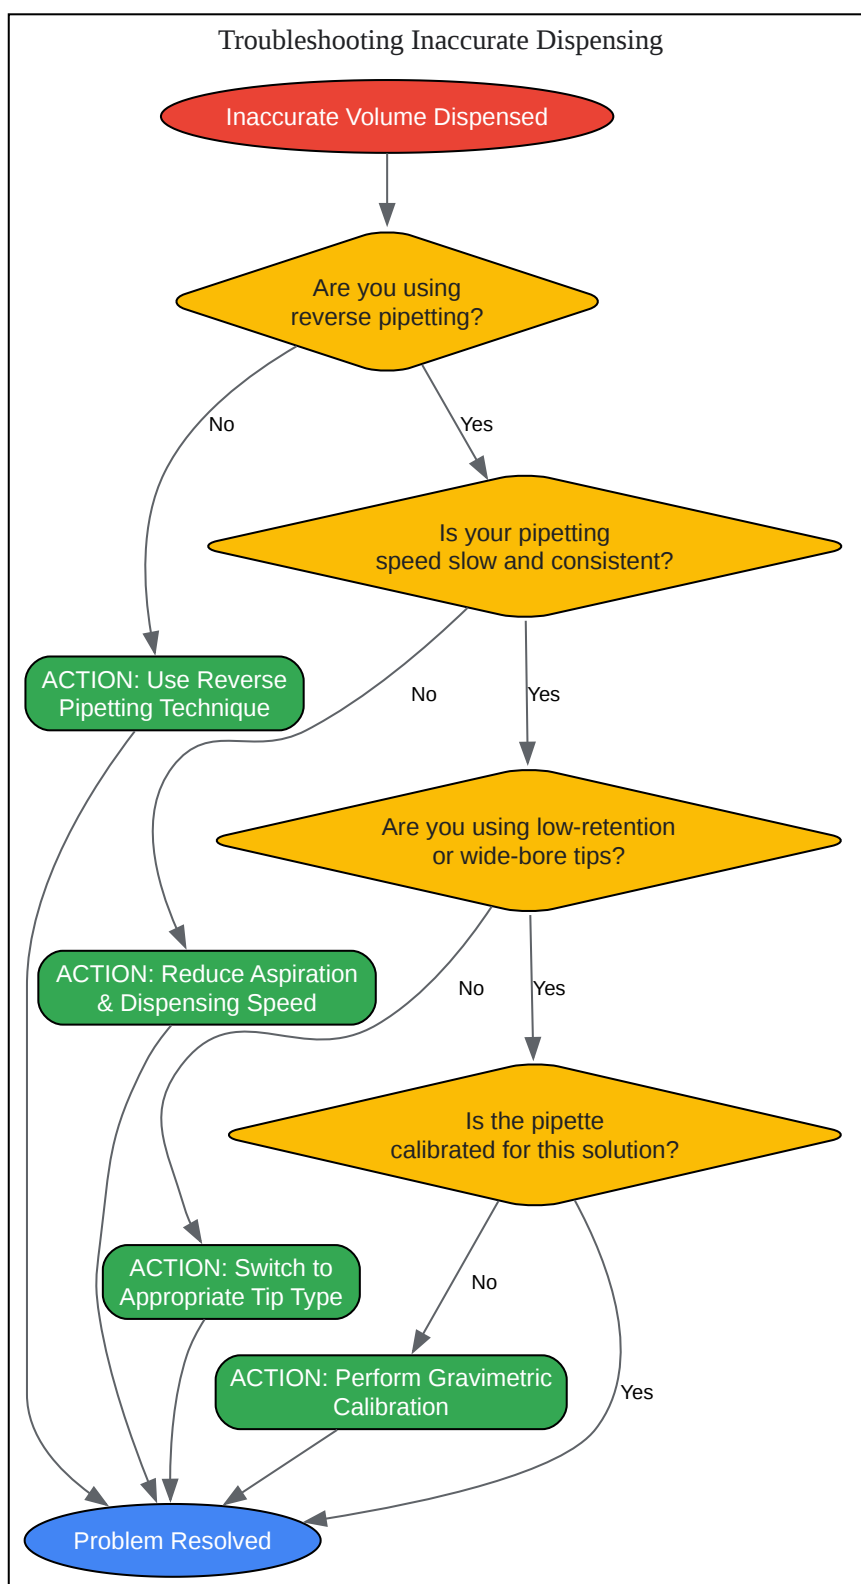 Troubleshooting Inaccurate Dispensing
Inaccurate Volume Dispensed
Are you using
reverse pipetting?
No
Yes
Is your pipetting
speed slow and consistent?
ACTION: Use Reverse
Pipetting Technique
No
Yes
Are you using low-retention
or wide-bore tips?
ACTION: Reduce Aspiration
& Dispensing Speed
No
Yes
Is the pipette
calibrated for this solution?
ACTION: Switch to
Appropriate Tip Type
No
ACTION: Perform Gravimetric
Calibration
Yes
Problem Resolved